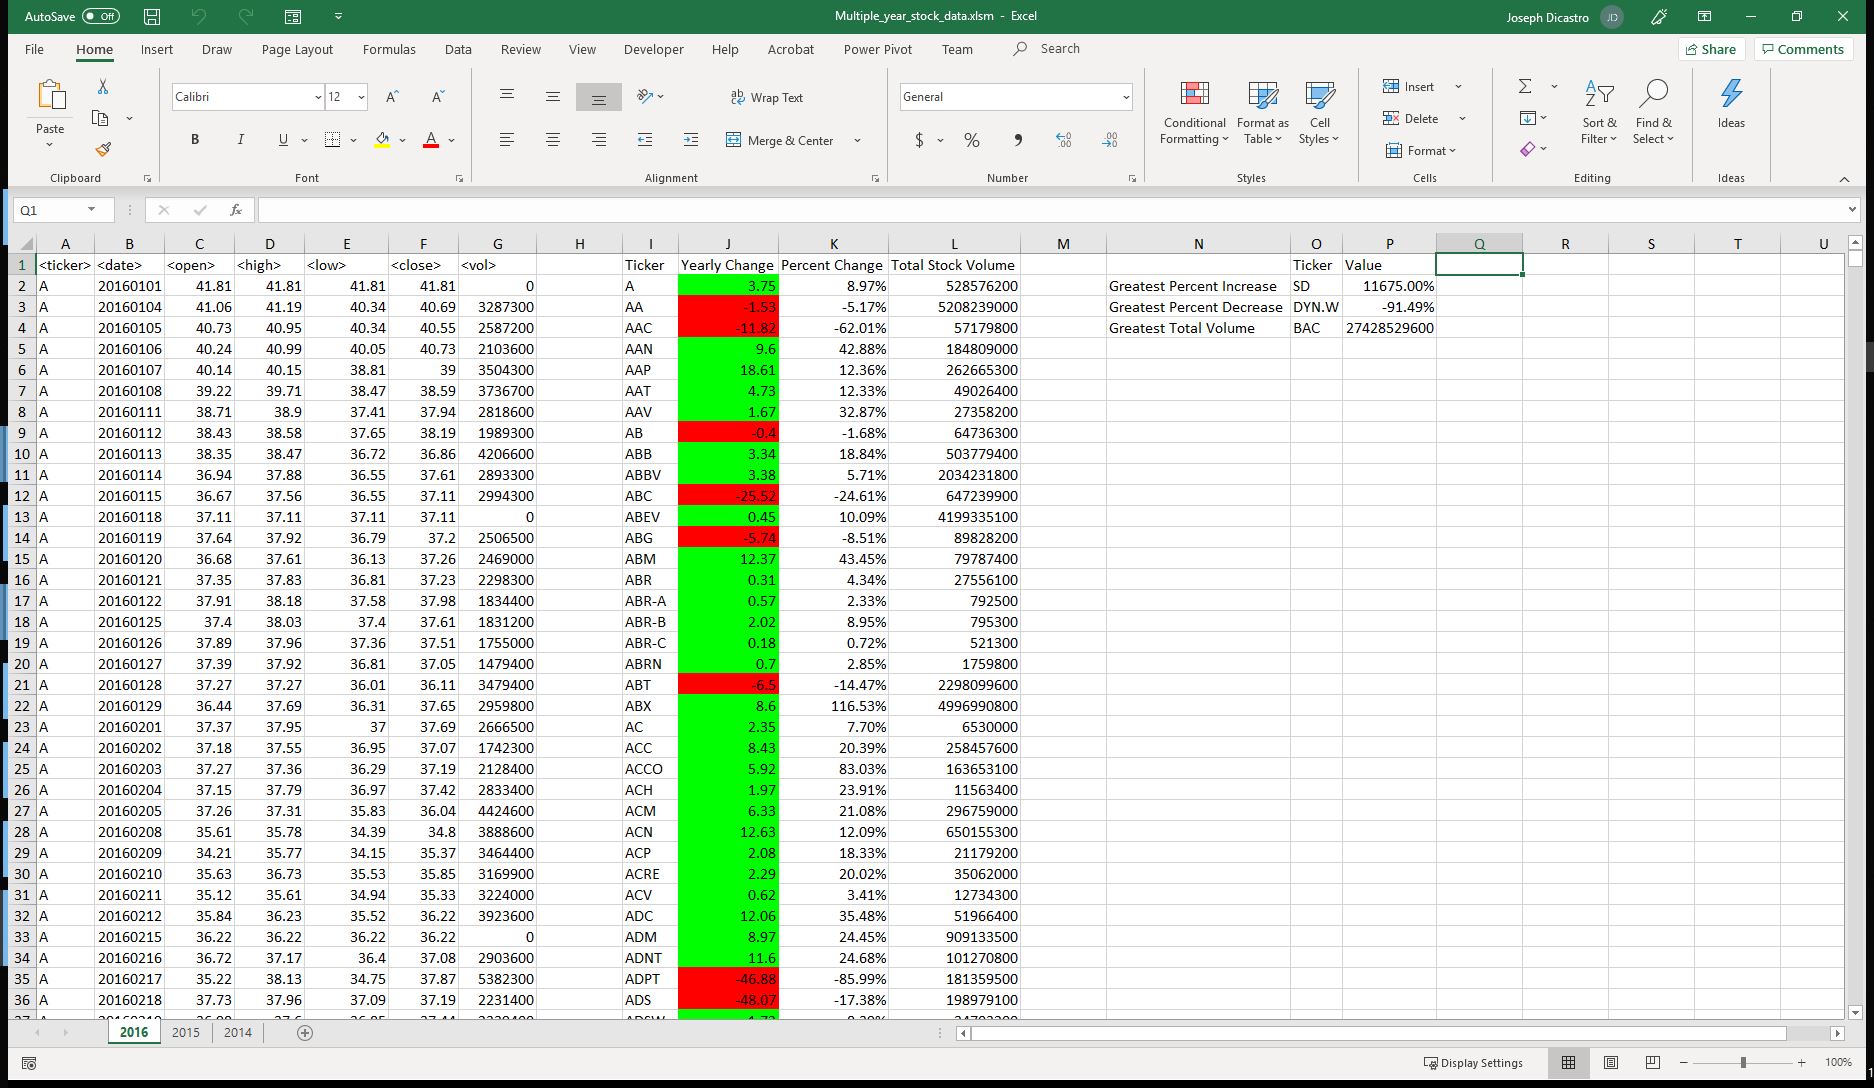 AutoSave Off Multiple_year_stock_data.xlsm - Excel Joseph Dicastro JD
File Home Insert Draw Page Layout Formulas Data Review View Developer Help Acrobat Power Pivot Team Search Share Comments
Paste
Clipboard
Calibri 12
B I U
Font
Wrap Text
Merge & Center
Alignment
General
$ % 9
Number
Conditional Formatting
Format as Table
Cell Styles
Styles
Insert
Delete
Format
Cells
Sort & Filter
Find & Select
Editing
Ideas
Ideas
Q1 fx
A B C D E F G H I J K L M N O P Q R S T U
1 <ticker> <date> <open> <high> <low> <close> <vol> Ticker Yearly Change Percent Change Total Stock Volume Ticker Value
2 A 20160101 41.81 41.81 41.81 41.81 0 A 3.75 8.97% 528576200 Greatest Percent Increase SD 11675.00%
3 A 20160104 41.06 41.19 40.34 40.69 3287300 AA -1.53 -5.17% 5208239000 Greatest Percent Decrease DYN.W -91.49%
4 A 20160105 40.73 40.95 40.34 40.55 2587200 AAC -11.82 -62.01% 57179800 Greatest Total Volume BAC 27428529600
5 A 20160106 40.24 40.99 40.05 40.73 2103600 AAN 9.6 42.88% 184809000
6 A 20160107 40.14 40.15 38.81 39 3504300 AAP 18.61 12.36% 262665300
7 A 20160108 39.22 39.71 38.47 38.59 3736700 AAT 4.73 12.33% 49026400
8 A 20160111 38.71 38.9 37.41 37.94 2818600 AAV 1.67 32.87% 27358200
9 A 20160112 38.43 38.58 37.65 38.19 1989300 AB -0.4 -1.68% 64736300
10 A 20160113 38.35 38.47 36.72 36.86 4206600 ABB 3.34 18.84% 503779400
11 A 20160114 36.94 37.88 36.55 37.61 2893300 ABBV 3.38 5.71% 2034231800
12 A 20160115 36.67 37.56 36.55 37.11 2994300 ABC -25.52 -24.61% 647239900
13 A 20160118 37.11 37.11 37.11 37.11 0 ABEV 0.45 10.09% 4199335100
14 A 20160119 37.64 37.92 36.79 37.2 2506500 ABG -5.74 -8.51% 89828200
15 A 20160120 36.68 37.61 36.13 37.26 2469000 ABM 12.37 43.45% 79787400
16 A 20160121 37.35 37.83 36.81 37.23 2298300 ABR 0.31 4.34% 27556100
17 A 20160122 37.91 38.18 37.58 37.98 1834400 ABR-A 0.57 2.33% 792500
18 A 20160125 37.4 38.03 37.4 37.61 1831200 ABR-B 2.02 8.95% 795300
19 A 20160126 37.89 37.96 37.36 37.51 1755000 ABR-C 0.18 0.72% 521300
20 A 20160127 37.39 37.92 36.81 37.05 1479400 ABRN 0.7 2.85% 1759800
21 A 20160128 37.27 37.27 36.01 36.11 3479400 ABT -6.5 -14.47% 2298099600
22 A 20160129 36.44 37.69 36.31 37.65 2959800 ABX 8.6 116.53% 4996990800
23 A 20160201 37.37 37.95 37 37.69 2666500 AC 2.35 7.70% 6530000
24 A 20160202 37.18 37.55 36.95 37.07 1742300 ACC 8.43 20.39% 258457600
25 A 20160203 37.27 37.36 36.29 37.19 2128400 ACCO 5.92 83.03% 163653100
26 A 20160204 37.15 37.79 36.97 37.42 2833400 ACH 1.97 23.91% 11563400
27 A 20160205 37.26 37.31 35.83 36.04 4424600 ACM 6.33 21.08% 296759000
28 A 20160208 35.61 35.78 34.39 34.8 3888600 ACN 12.63 12.09% 650155300
29 A 20160209 34.21 35.77 34.15 35.37 3464400 ACP 2.08 18.33% 21179200
30 A 20160210 35.63 36.73 35.53 35.85 3169900 ACRE 2.29 20.02% 35062000
31 A 20160211 35.12 35.61 34.94 35.33 3224000 ACV 0.62 3.41% 12734300
32 A 20160212 35.84 36.23 35.52 36.22 3923600 ADC 12.06 35.48% 51966400
33 A 20160215 36.22 36.22 36.22 36.22 0 ADM 8.97 24.45% 909133500
34 A 20160216 36.72 37.17 36.4 37.08 2903600 ADNT 11.6 24.68% 101270800
35 A 20160217 35.22 38.13 34.75 37.87 5382300 ADPT -46.88 -85.99% 181359500
36 A 20160218 37.73 37.96 37.09 37.19 2231400 ADS -48.07 -17.38% 198979100
2016 2015 2014
Display Settings 100%